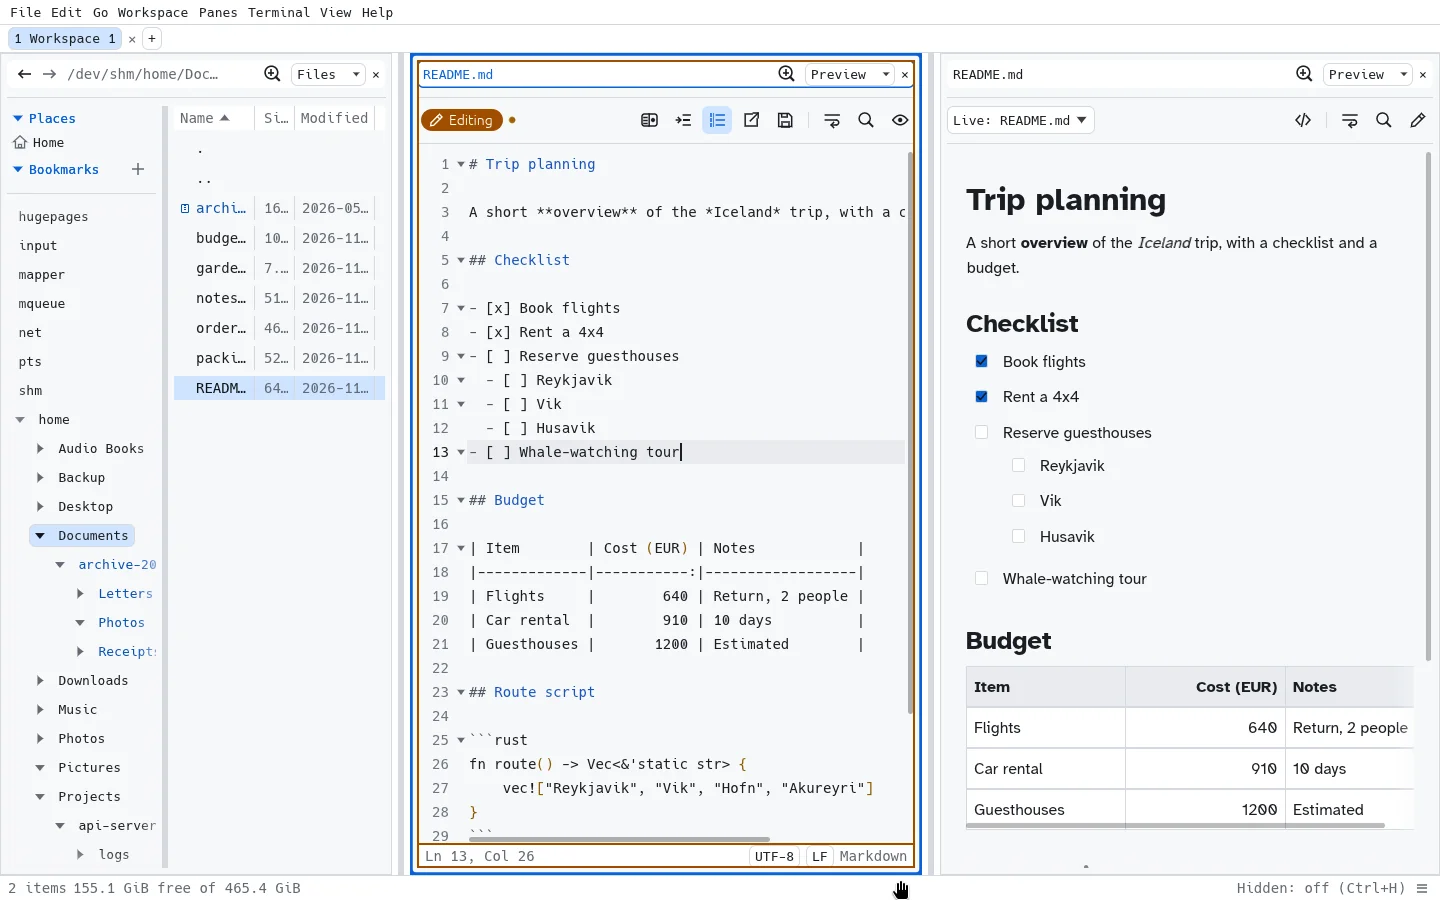 File Edit Go Workspace Panes Terminal View Help
1 Workspace 1 × +
/dev/shm/home/Doc… Files ×
Places
Home
Bookmarks
hugepages
input
mapper
mqueue
net
pts
shm
home
Audio Books
Backup
Desktop
Documents
archive-20
Letters
Photos
Receipts
Downloads
Music
Photos
Pictures
Projects
api-server
logs
Name Si… Modified
.
..
archi… 16… 2026-05…
budge… 10… 2026-11…
garde… 7.… 2026-11…
notes… 51… 2026-11…
order… 46… 2026-11…
packi… 52… 2026-11…
READM… 64… 2026-11…
README.md Preview ×
Editing
1 # Trip planning
2
3 A short **overview** of the *Iceland* trip, with a c
4
5 ## Checklist
6
7 - [x] Book flights
8 - [x] Rent a 4x4
9 - [ ] Reserve guesthouses
10 - [ ] Reykjavik
11 - [ ] Vik
12 - [ ] Husavik
13 - [ ] Whale-watching tour
14
15 ## Budget
16
17 | Item        | Cost (EUR) | Notes            |
18 |-------------|-----------:|------------------|
19 | Flights     |        640 | Return, 2 people |
20 | Car rental  |        910 | 10 days          |
21 | Guesthouses |       1200 | Estimated        |
22
23 ## Route script
24
25 ```rust
26 fn route() -> Vec<&'static str> {
27     vec!["Reykjavik", "Vik", "Hofn", "Akureyri"]
28 }
29 ```
Ln 13, Col 26 UTF-8 LF Markdown
README.md Preview ×
Live: README.md
Trip planning
A short overview of the Iceland trip, with a checklist and a
budget.
Checklist
Book flights
Rent a 4x4
Reserve guesthouses
Reykjavik
Vik
Husavik
Whale-watching tour
Budget
Item Cost (EUR) Notes
Flights 640 Return, 2 people
Car rental 910 10 days
Guesthouses 1200 Estimated
2 items 155.1 GiB free of 465.4 GiB
Hidden: off (Ctrl+H)